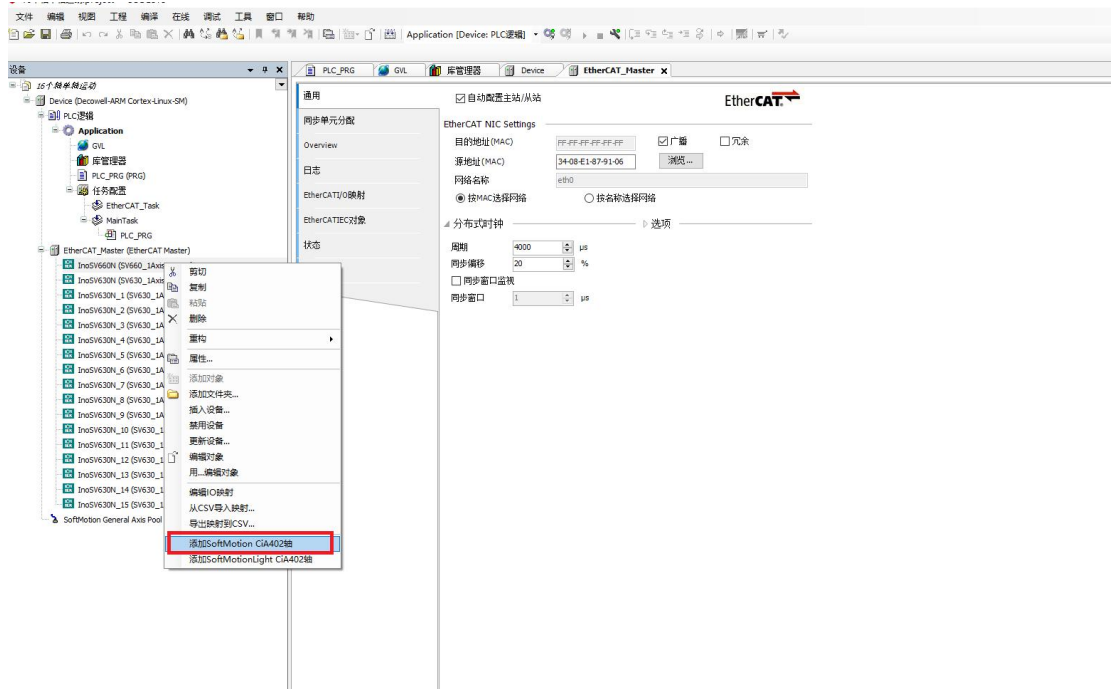 文件 编辑 视图 工程 编译 在线 调试 工具 窗口 帮助
Application [Device: PLC逻辑]
设备
PLC_PRG GVL 库管理器 Device EtherCAT_Master
16个轴单轴运动
Device (Decowell-ARM Cortex-Linux-SM)
PLC逻辑
Application
GVL
库管理器
PLC_PRG (PRG)
任务配置
EtherCAT_Task
MainTask
PLC_PRG
EtherCAT_Master (EtherCAT Master)
InoSV660N (SV660_1Axis
InoSV630N (SV630_1Axis
InoSV630N_1 (SV630_1A
InoSV630N_2 (SV630_1A
InoSV630N_3 (SV630_1A
InoSV630N_4 (SV630_1A
InoSV630N_5 (SV630_1A
InoSV630N_6 (SV630_1A
InoSV630N_7 (SV630_1A
InoSV630N_8 (SV630_1A
InoSV630N_9 (SV630_1A
InoSV630N_10 (SV630_1
InoSV630N_11 (SV630_1
InoSV630N_12 (SV630_1
InoSV630N_13 (SV630_1
InoSV630N_14 (SV630_1
InoSV630N_15 (SV630_1
SoftMotion General Axis Pool
剪切
复制
粘贴
删除
重构
属性...
添加对象
添加文件夹...
插入设备...
禁用设备
更新设备...
编辑对象
用...编辑对象
编辑IO映射
从CSV导入映射...
导出映射到CSV...
添加SoftMotion CiA402轴
添加SoftMotionLight CiA402轴
通用
同步单元分配
Overview
日志
EtherCATI/O映射
EtherCATIEC对象
状态
自动配置主站/从站
EtherCAT
EtherCAT NIC Settings
目的地址(MAC) FF-FF-FF-FF-FF-FF 广播 冗余
源地址(MAC) 34-08-E1-87-91-06 浏览...
网络名称 eth0
按MAC选择网络 按名称选择网络
分布式时钟 选项
周期 4000 µs
同步偏移 20 %
同步窗口监视
同步窗口 1 µs